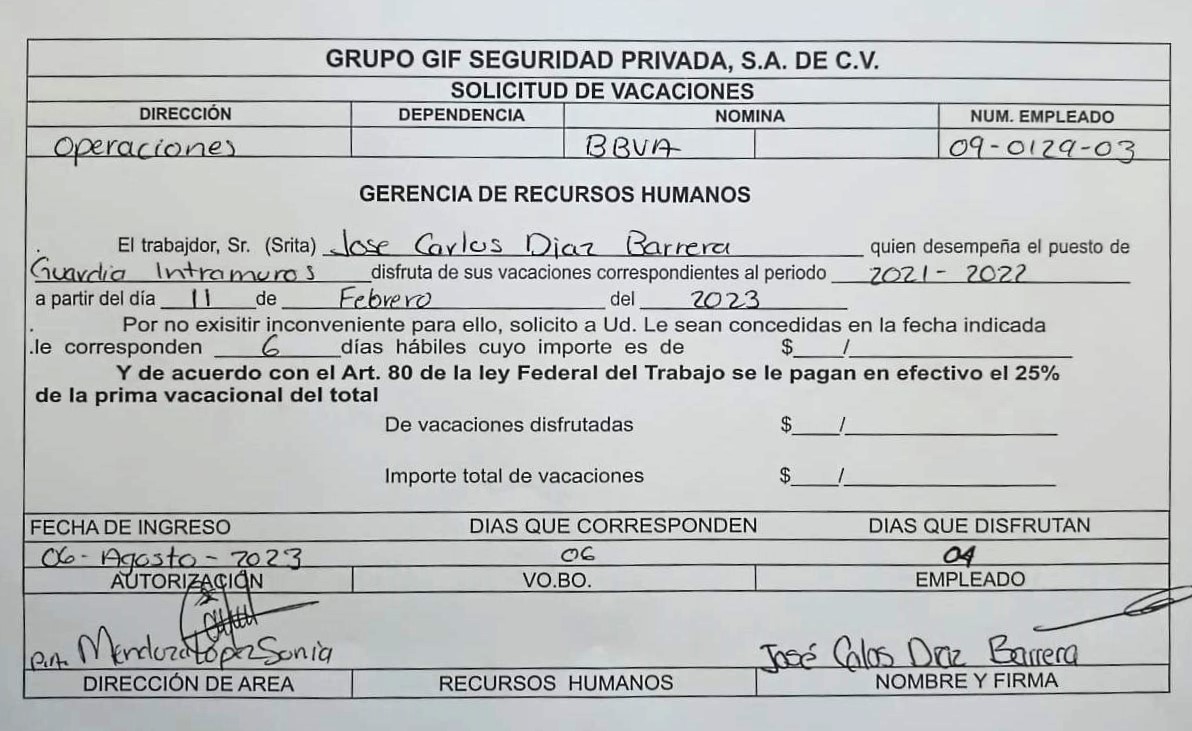 GRUPO GIF SEGURIDAD PRIVADA, S.A. DE C.V.
SOLICITUD DE VACACIONES
DIRECCIÓN DEPENDENCIA NOMINA NUM. EMPLEADO
Operaciones BBVA 09-0129-03
GERENCIA DE RECURSOS HUMANOS
. El trabajdor, Sr. (Srita) Jose Carlos Diaz Barrera quien desempeña el puesto de
Guardia Intramuros disfruta de sus vacaciones correspondientes al periodo 2021- 2022
a partir del día 11 de Febrero del 2023
. Por no exisitir inconveniente para ello, solicito a Ud. Le sean concedidas en la fecha indicada
.le corresponden 6 días hábiles cuyo importe es de $ /
Y de acuerdo con el Art. 80 de la ley Federal del Trabajo se le pagan en efectivo el 25%
de la prima vacacional del total
De vacaciones disfrutadas $ /
Importe total de vacaciones $ /
FECHA DE INGRESO DIAS QUE CORRESPONDEN DIAS QUE DISFRUTAN
06- Agosto - 2023 06 04
AUTORIZACIÓN VO.BO. EMPLEADO
Mendoza López Sonia José Calos Diaz Barrera
DIRECCIÓN DE AREA RECURSOS HUMANOS NOMBRE Y FIRMA